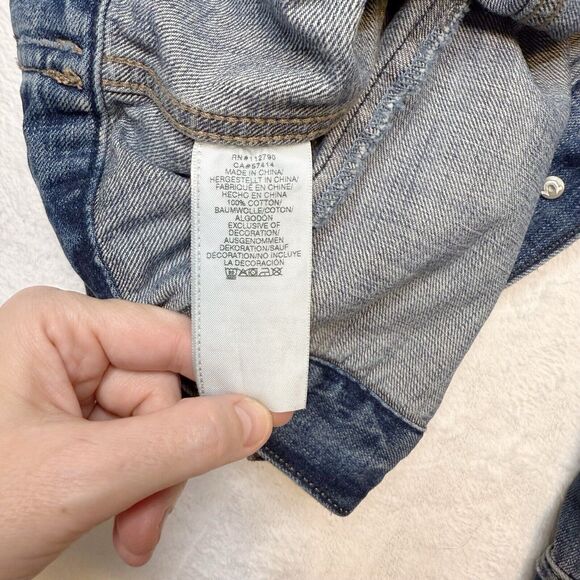 RN#112790
CA#57414
MADE IN CHINA/
HERGESTELLT IN CHINA/
FABRIQUÉ EN CHINE/
HECHO EN CHINA
100% COTTON/
BAUMWOLLE/COTON/
ALGODON
EXCLUSIVE OF
DECORATION/
AUSGENOMMEN
DEKORATION/SAUF
DECORATION/NO INCLUYE
LA DECORACIÓN